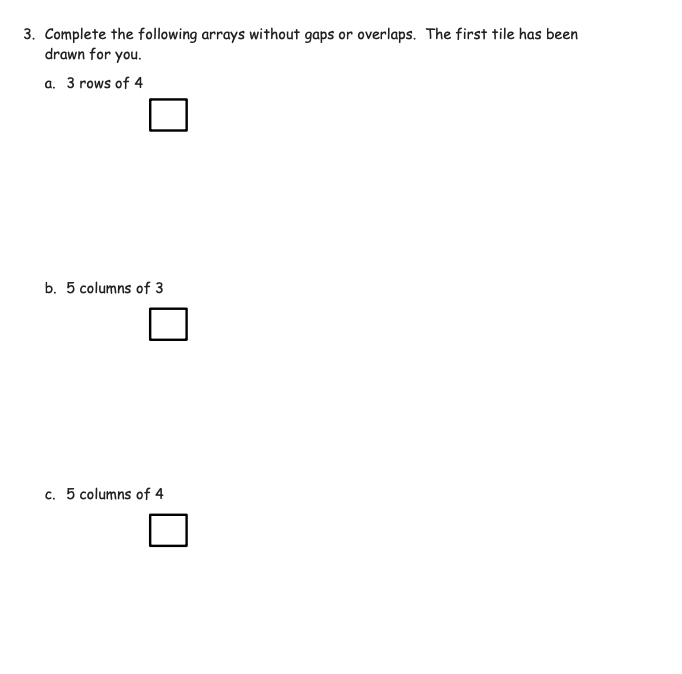 3. Complete the following arrays without gaps or overlaps. The first tile has been
drawn for you.
a. 3 rows of 4
b. 5 columns of 3
c. 5 columns of 4